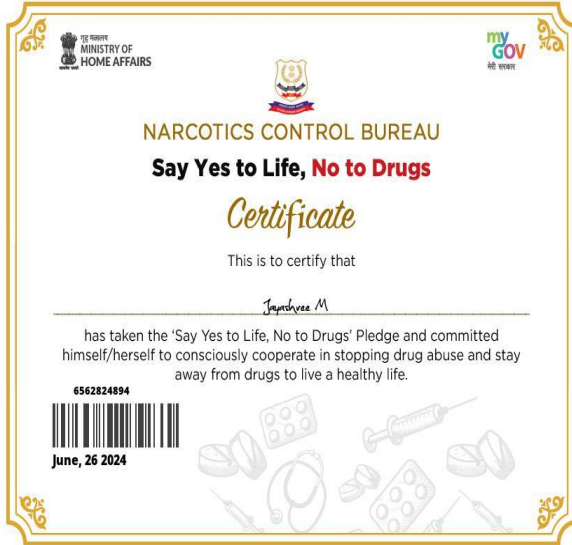 गृह मंत्रालय
MINISTRY OF
HOME AFFAIRS
my
GOV
मेरी सरकार
NARCOTICS CONTROL BUREAU
Say Yes to Life, No to Drugs
Certificate
This is to certify that
Jayashree M
has taken the ‘Say Yes to Life, No to Drugs’ Pledge and committed
himself/herself to consciously cooperate in stopping drug abuse and stay
away from drugs to live a healthy life.
6562824894
June, 26 2024